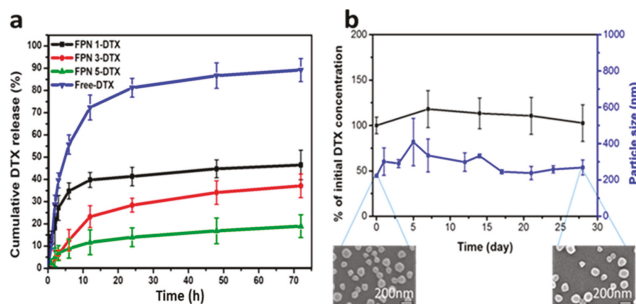 a
FPN 1-DTX
FPN 3-DTX
FPN 5-DTX
Free-DTX
Cumulative DTX release (%)
100
90
80
70
60
50
40
30
20
10
0
0 10 20 30 40 50 60 70
Time (h)
b
% of initial DTX concentration
200
150
100
50
0
1000
800
600
400
200
0
Particle size (nm)
0 5 10 15 20 25 30
Time (day)
200nm
200nm